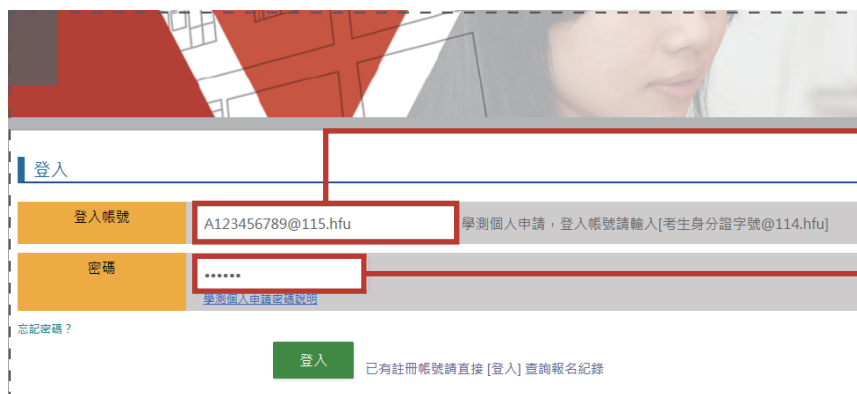 登入
登入帳號
A123456789@115.hfu
學測個人申請，登入帳號請輸入[考生身分證字號@114.hfu]
密碼
••••••
學測個人申請密碼說明
忘記密碼？
登入
已有註冊帳號請直接 [登入] 查詢報名紀錄